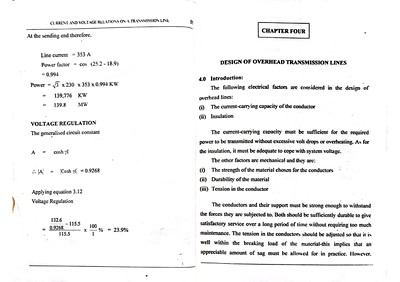 CURRENT AND VOLTAGE RELATIONS ON A TRANSMISSION LINE
At the sending end therefore.
Line current = 353 A
Power factor = cos (25.2 - 18.9)
= 0.994
Power = √3 x 230 x 353 x 0.994 KW
= 139,776 KW
= 139.8 MW
VOLTAGE REGULATION
The generalised circuit constant
A = cosh γℓ
∴ |A| = |Cosh γℓ| = 0.9268
Applying equation 3.12
Voltage Regulation
132.6
0.9268 - 115.5
= 115.5 x 100/1 % = 23.9%
CHAPTER FOUR
DESIGN OF OVERHEAD TRANSMISSION LINES
4.0 Introduction:
The following electrical factors are considered in the design of
overhead lines:
(i) The current-carrying capacity of the conductor
(ii) Insulation
The current-carrying capacity must be sufficient for the required
power to be transmitted without excessive volt drops or overheating. As for
the insulation, it must be adequate to cope with system voltage.
The other factors are mechanical and they are:
(i) The strength of the material chosen for the conductors
(ii) Durability of the material
(iii) Tension in the conductor
The conductors and their support must be strong enough to withstand
the forces they are subjected to. Both should be sufficiently durable to give
satisfactory service over a long period of time without requiring too much
maintenance. The tension in the conductors should be adjusted so that it is
well within the breaking load of the material-this implies that an
appreciable amount of sag must be allowed for in practice. However,